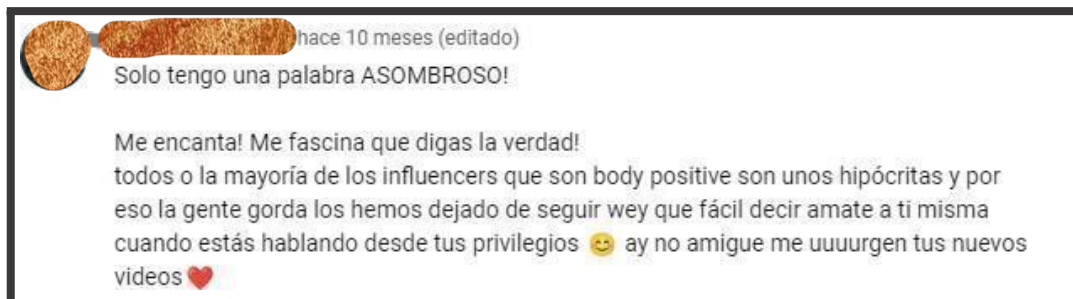 hace 10 meses (editado)
Solo tengo una palabra ASOMBROSO!
Me encanta! Me fascina que digas la verdad!
todos o la mayoría de los influencers que son body positive son unos hipócritas y por
eso la gente gorda los hemos dejado de seguir wey que fácil decir amate a ti misma
cuando estás hablando desde tus privilegios 😊 ay no amigue me uuuurgen tus nuevos
videos❤️